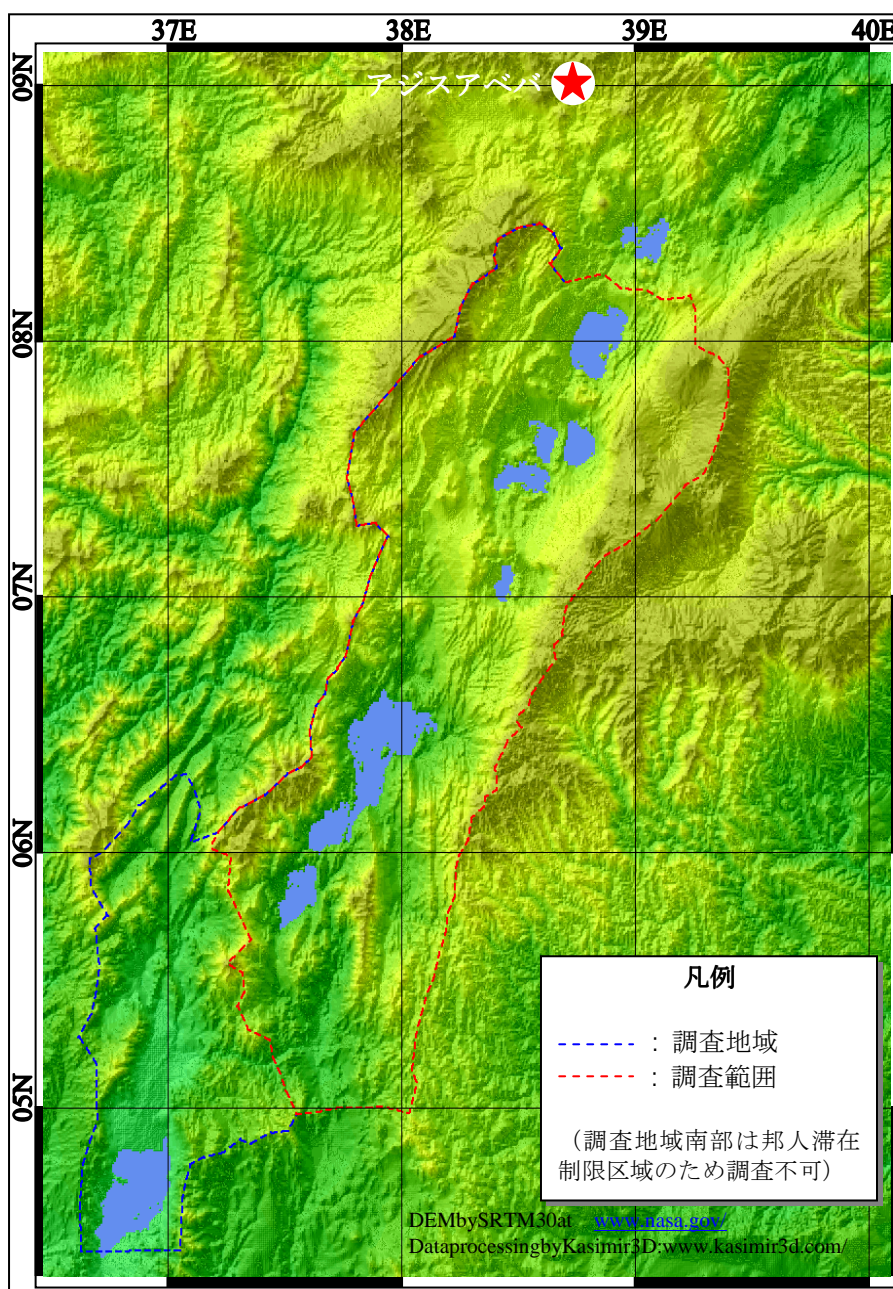 37E 38E 39E 40E
09N
アジスアベバ
08N
07N
06N
05N
凡例
： 調査地域
： 調査範囲
（調査地域南部は邦人滞在
制限区域のため調査不可）
DEMbySRTM30at www.nasa.gov/
DataprocessingbyKasimir3D:www.kasimir3d.com/